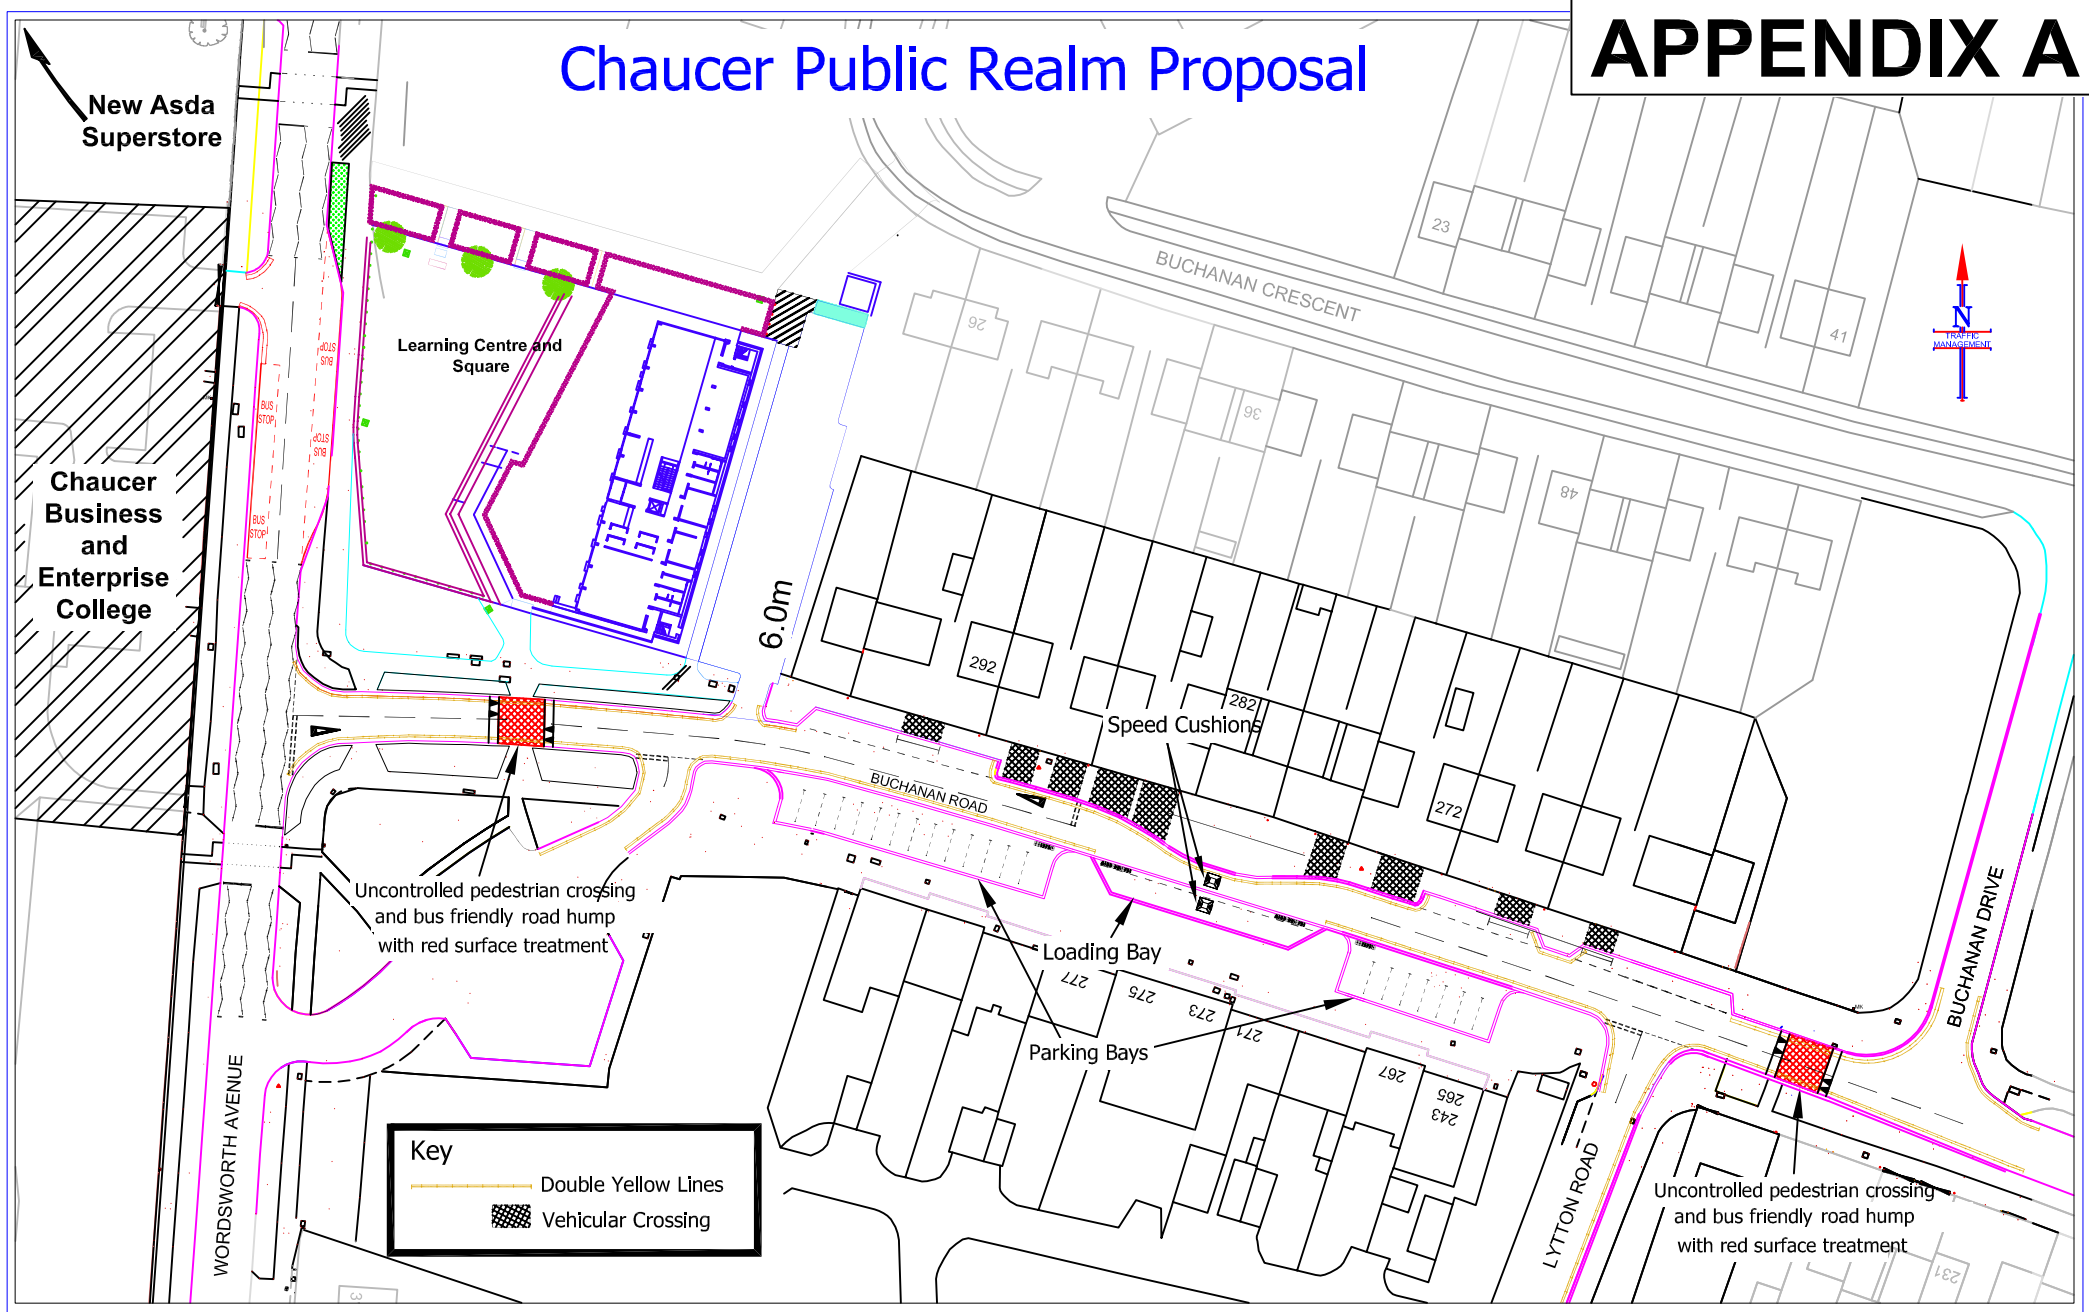 APPENDIX A
Chaucer Public Realm Proposal
New Asda
Superstore
BUCHANAN CRESCENT
23
41
26
36
48
N
TRAFFIC
MANAGEMENT
Learning Centre and
Square
BUS
STOP
BUS
STOP
BUS
STOP
BUS
STOP
Chaucer
Business
and
Enterprise
College
6.0m
292
282
272
Speed Cushions
BUCHANAN ROAD
BUCHANAN DRIVE
Uncontrolled pedestrian crossing
and bus friendly road hump
with red surface treatment
Loading Bay
Parking Bays
277
275
273
271
267
265
243
WORDSWORTH AVENUE
LYTTON ROAD
Key
Double Yellow Lines
Vehicular Crossing
Uncontrolled pedestrian crossing
and bus friendly road hump
with red surface treatment
231